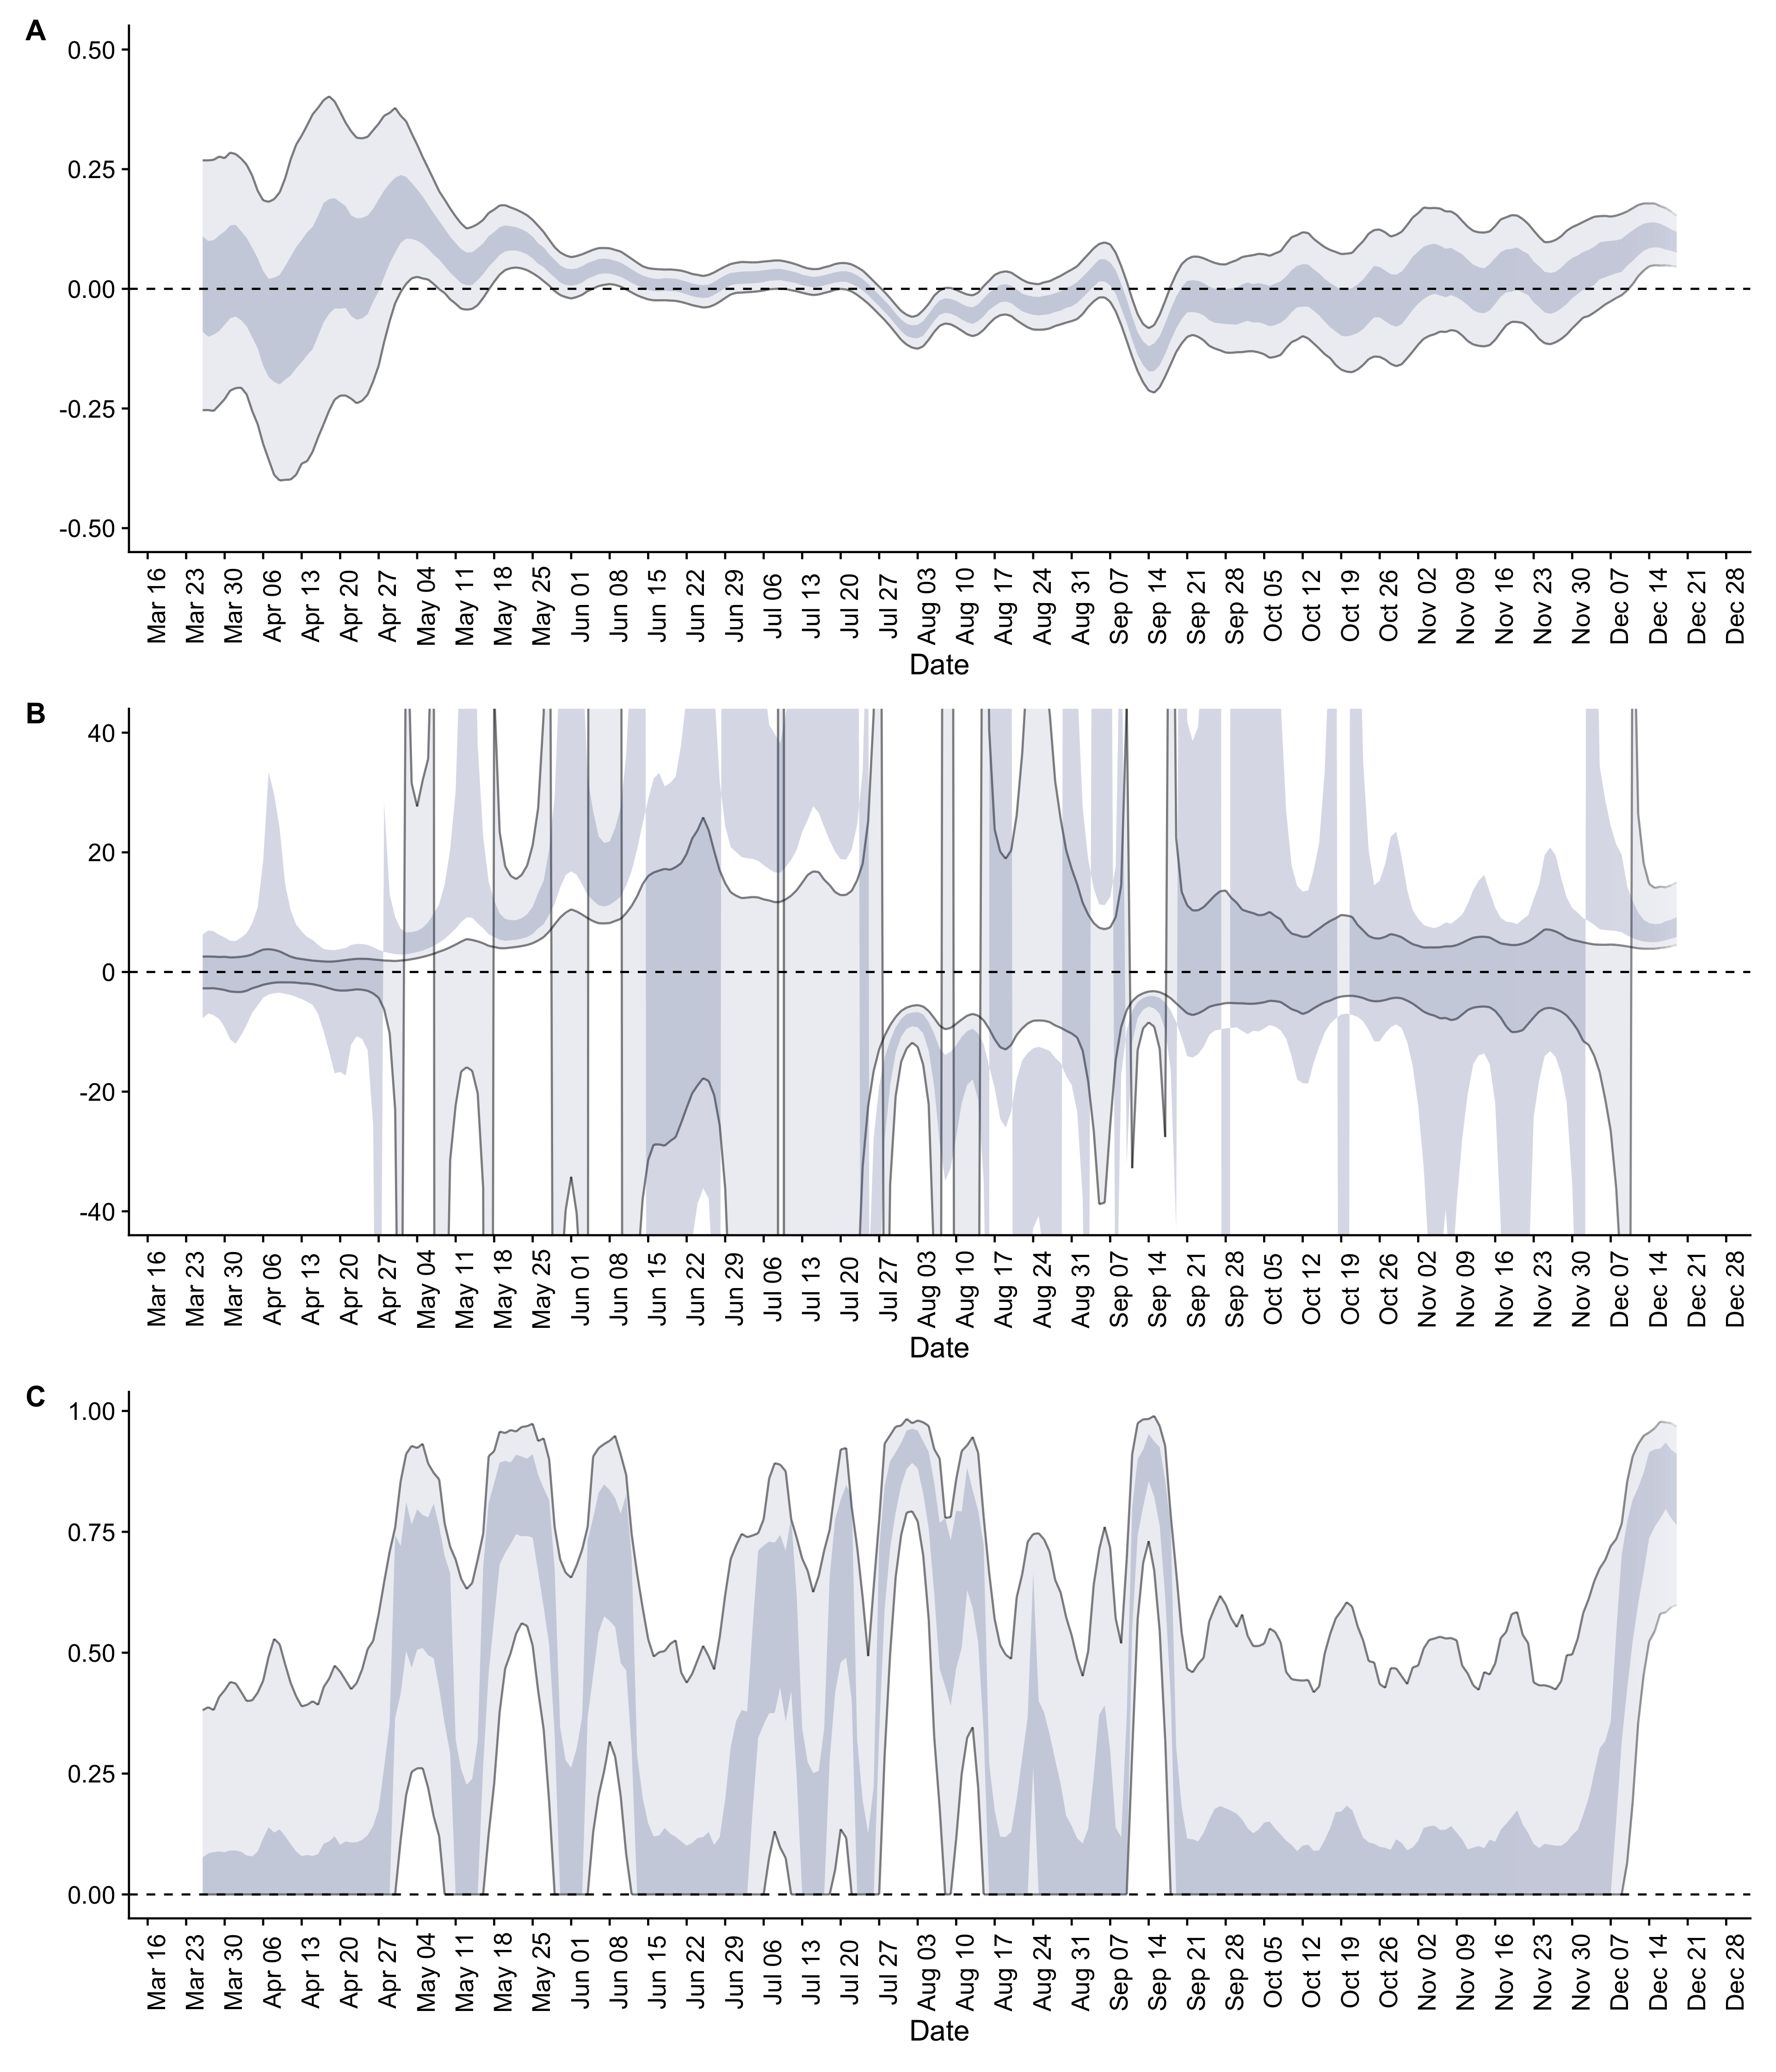 A
0.50
0.25
0.00
-0.25
-0.50
Mar 16 Mar 23 Mar 30 Apr 06 Apr 13 Apr 20 Apr 27 May 04 May 11 May 18 May 25 Jun 01 Jun 08 Jun 15 Jun 22 Jun 29 Jul 06 Jul 13 Jul 20 Jul 27 Aug 03 Aug 10 Aug 17 Aug 24 Aug 31 Sep 07 Sep 14 Sep 21 Sep 28 Oct 05 Oct 12 Oct 19 Oct 26 Nov 02 Nov 09 Nov 16 Nov 23 Nov 30 Dec 07 Dec 14 Dec 21 Dec 28
Date
B
40
20
0
-20
-40
Mar 16 Mar 23 Mar 30 Apr 06 Apr 13 Apr 20 Apr 27 May 04 May 11 May 18 May 25 Jun 01 Jun 08 Jun 15 Jun 22 Jun 29 Jul 06 Jul 13 Jul 20 Jul 27 Aug 03 Aug 10 Aug 17 Aug 24 Aug 31 Sep 07 Sep 14 Sep 21 Sep 28 Oct 05 Oct 12 Oct 19 Oct 26 Nov 02 Nov 09 Nov 16 Nov 23 Nov 30 Dec 07 Dec 14 Dec 21 Dec 28
Date
C
1.00
0.75
0.50
0.25
0.00
Mar 16 Mar 23 Mar 30 Apr 06 Apr 13 Apr 20 Apr 27 May 04 May 11 May 18 May 25 Jun 01 Jun 08 Jun 15 Jun 22 Jun 29 Jul 06 Jul 13 Jul 20 Jul 27 Aug 03 Aug 10 Aug 17 Aug 24 Aug 31 Sep 07 Sep 14 Sep 21 Sep 28 Oct 05 Oct 12 Oct 19 Oct 26 Nov 02 Nov 09 Nov 16 Nov 23 Nov 30 Dec 07 Dec 14 Dec 21 Dec 28
Date